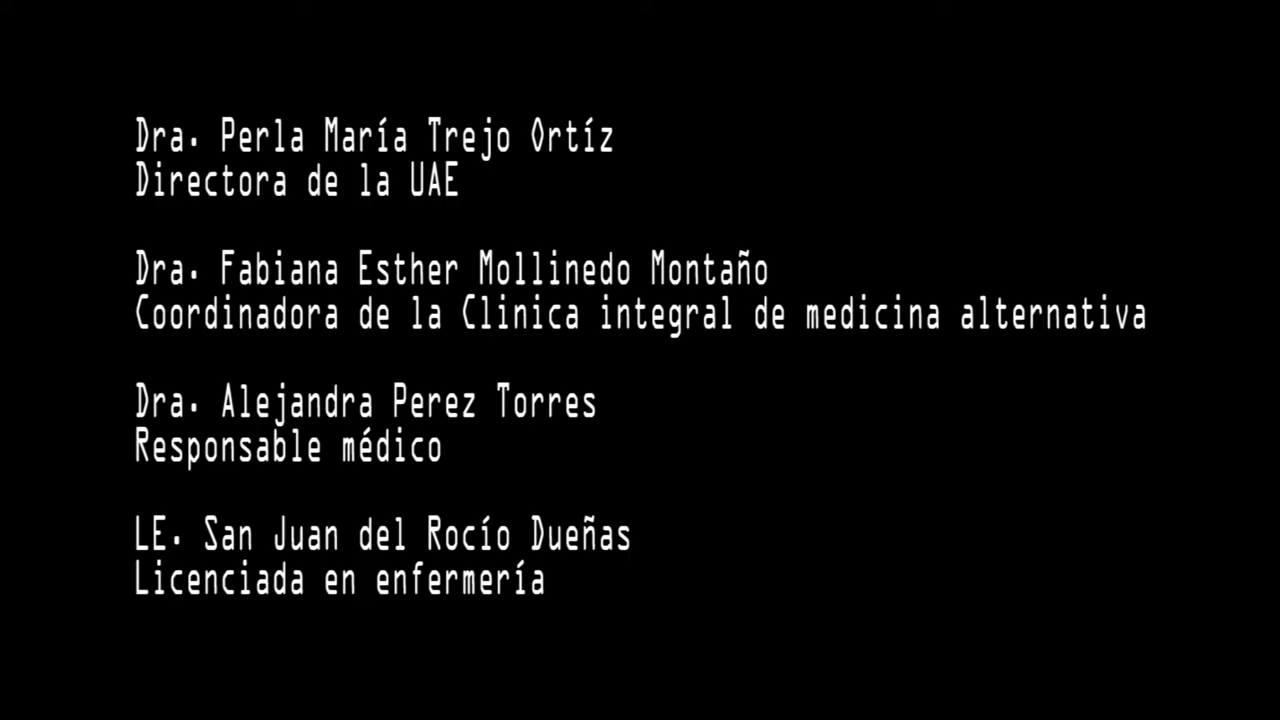 Dra. Perla María Trejo Ortíz
Directora de la UAE
Dra. Fabiana Esther Mollinedo Montaño
Coordinadora de la Clinica integral de medicina alternativa
Dra. Alejandra Perez Torres
Responsable médico
LE. San Juan del Rocío Dueñas
Licenciada en enfermería